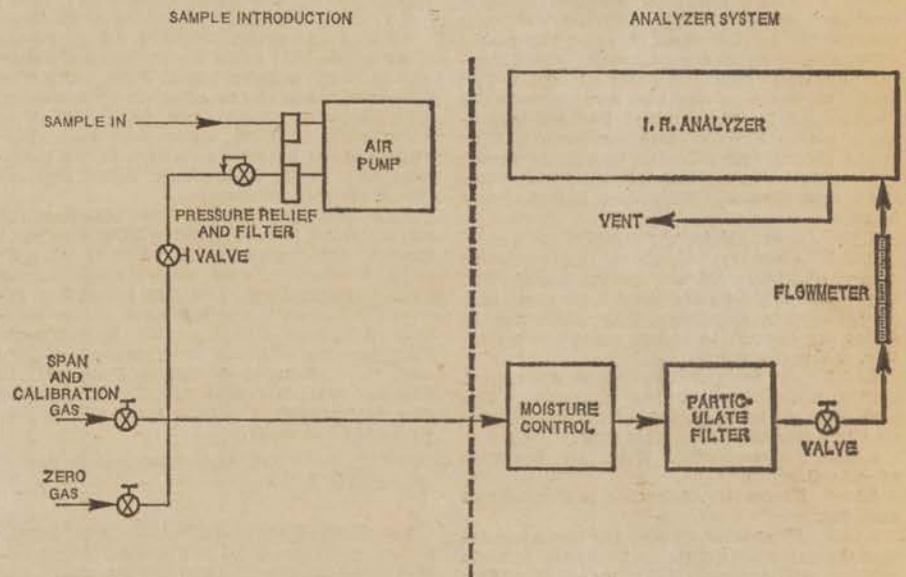 SAMPLE INTRODUCTION
ANALYZER SYSTEM
SAMPLE IN
AIR
PUMP
I. R. ANALYZER
PRESSURE RELIEF
AND FILTER
VALVE
VENT
FLOWMETER
SPAN
AND
CALIBRATION
GAS
MOISTURE
CONTROL
PARTIC-
ULATE
FILTER
VALVE
ZERO
GAS